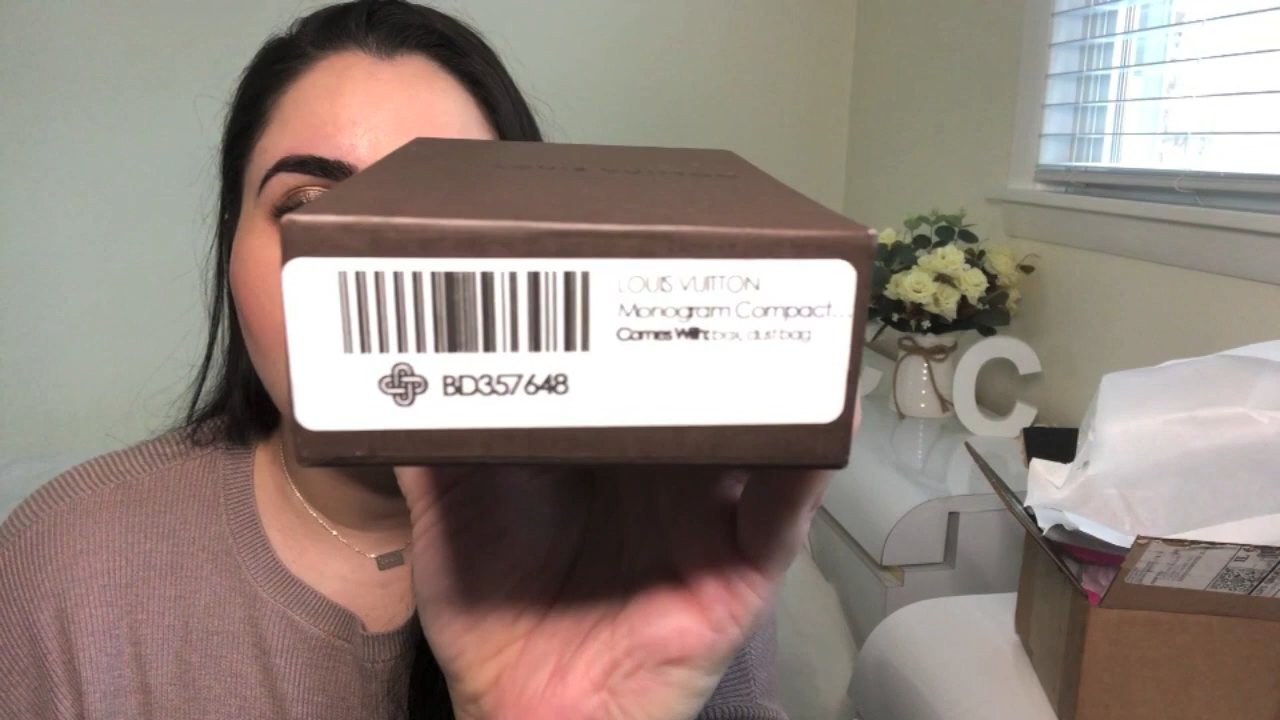 LOUIS VUITTON
Monogram Compact...
Comes With: box, dust bag
BD357648
C